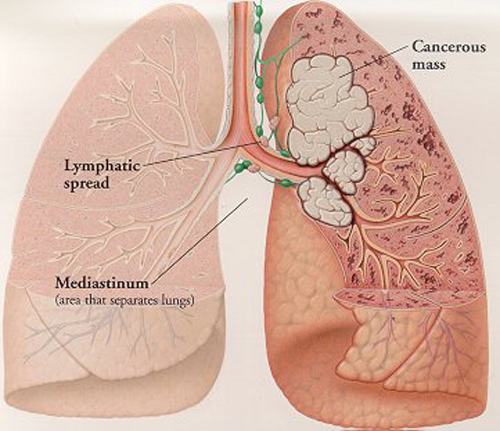 Cancerous
mass
Lymphatic
spread
Mediastinum
(area that separates lungs)